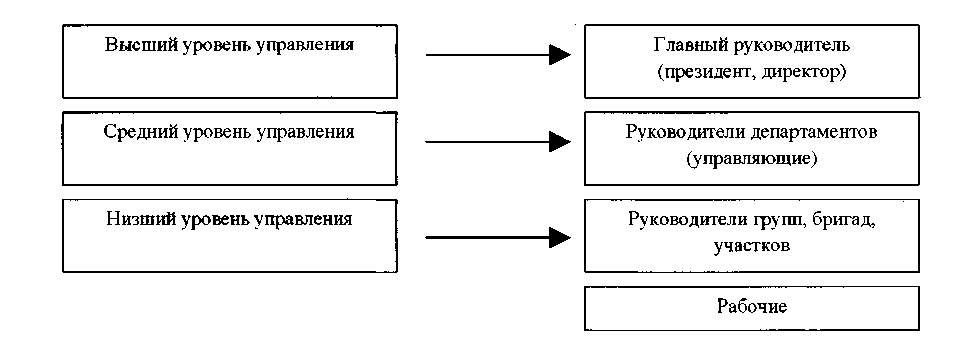 Высший уровень управления
Главный руководитель
(президент, директор)
Средний уровень управления
Руководители департаментов
(управляющие)
Низший уровень управления
Руководители групп, бригад,
участков
Рабочие